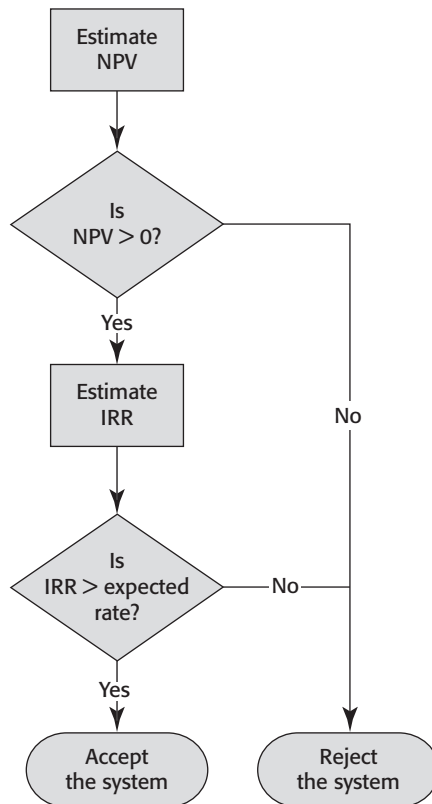 Estimate
NPV
Is
NPV > 0?
Yes
Estimate
IRR
No
Is
IRR > expected
rate?
No
Yes
Accept
the system
Reject
the system